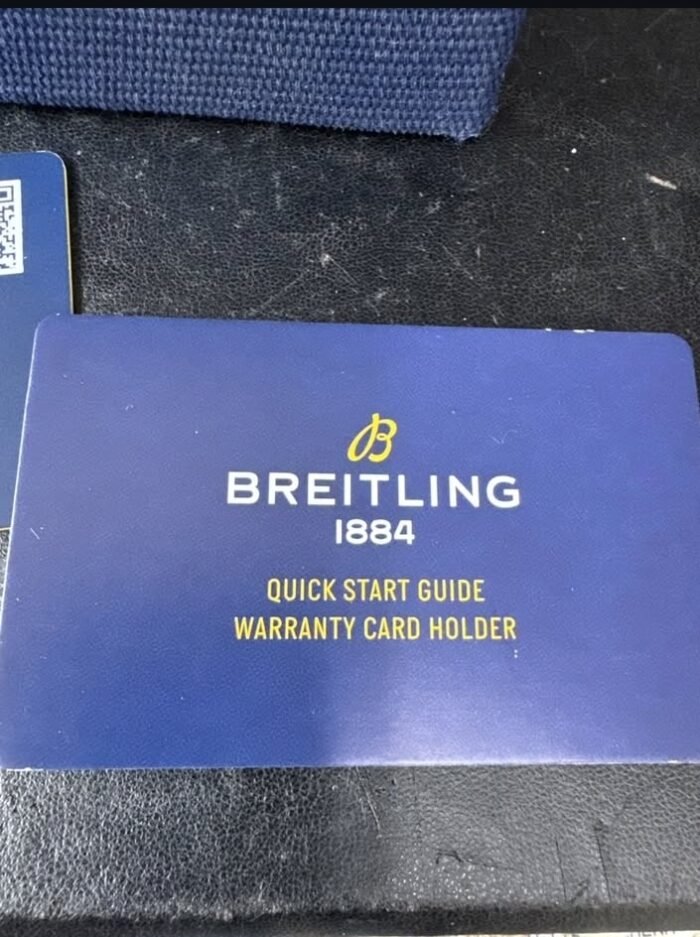 B
BREITLING
1884
QUICK START GUIDE
WARRANTY CARD HOLDER